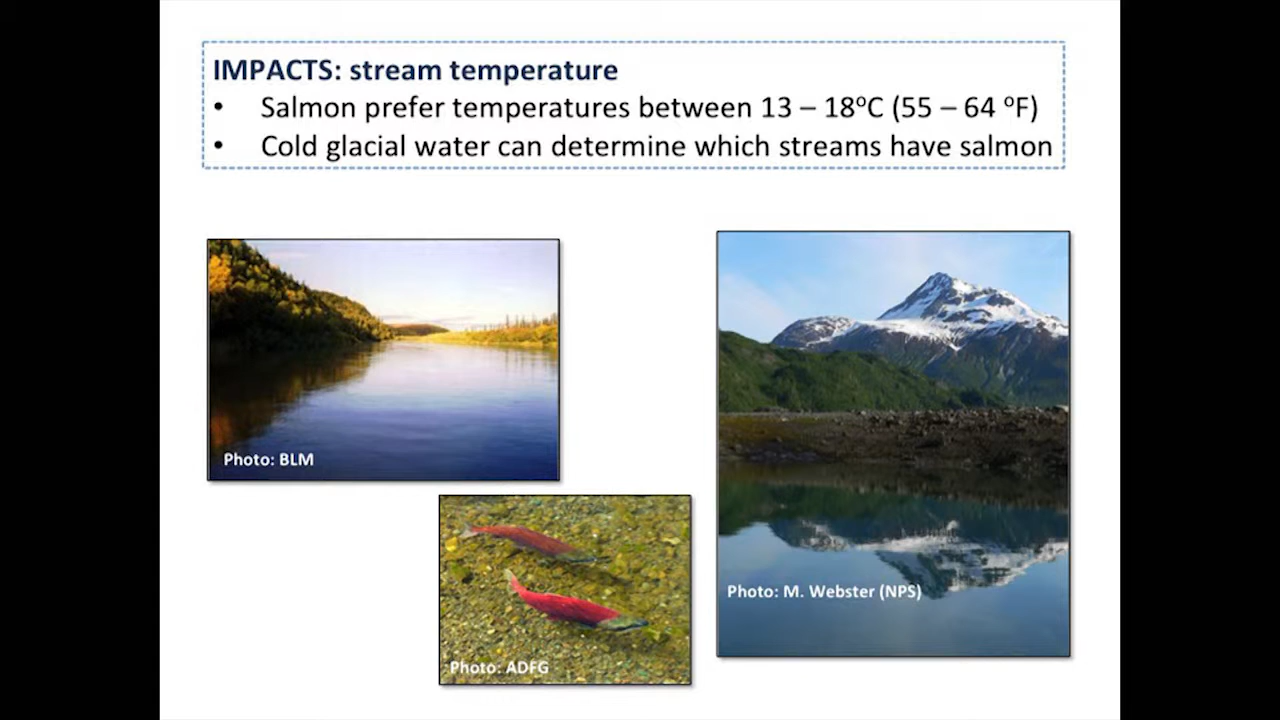 IMPACTS: stream temperature
• Salmon prefer temperatures between 13 – 18ºC (55 – 64 ºF)
• Cold glacial water can determine which streams have salmon
Photo: BLM
Photo: M. Webster (NPS)
Photo: ADFG